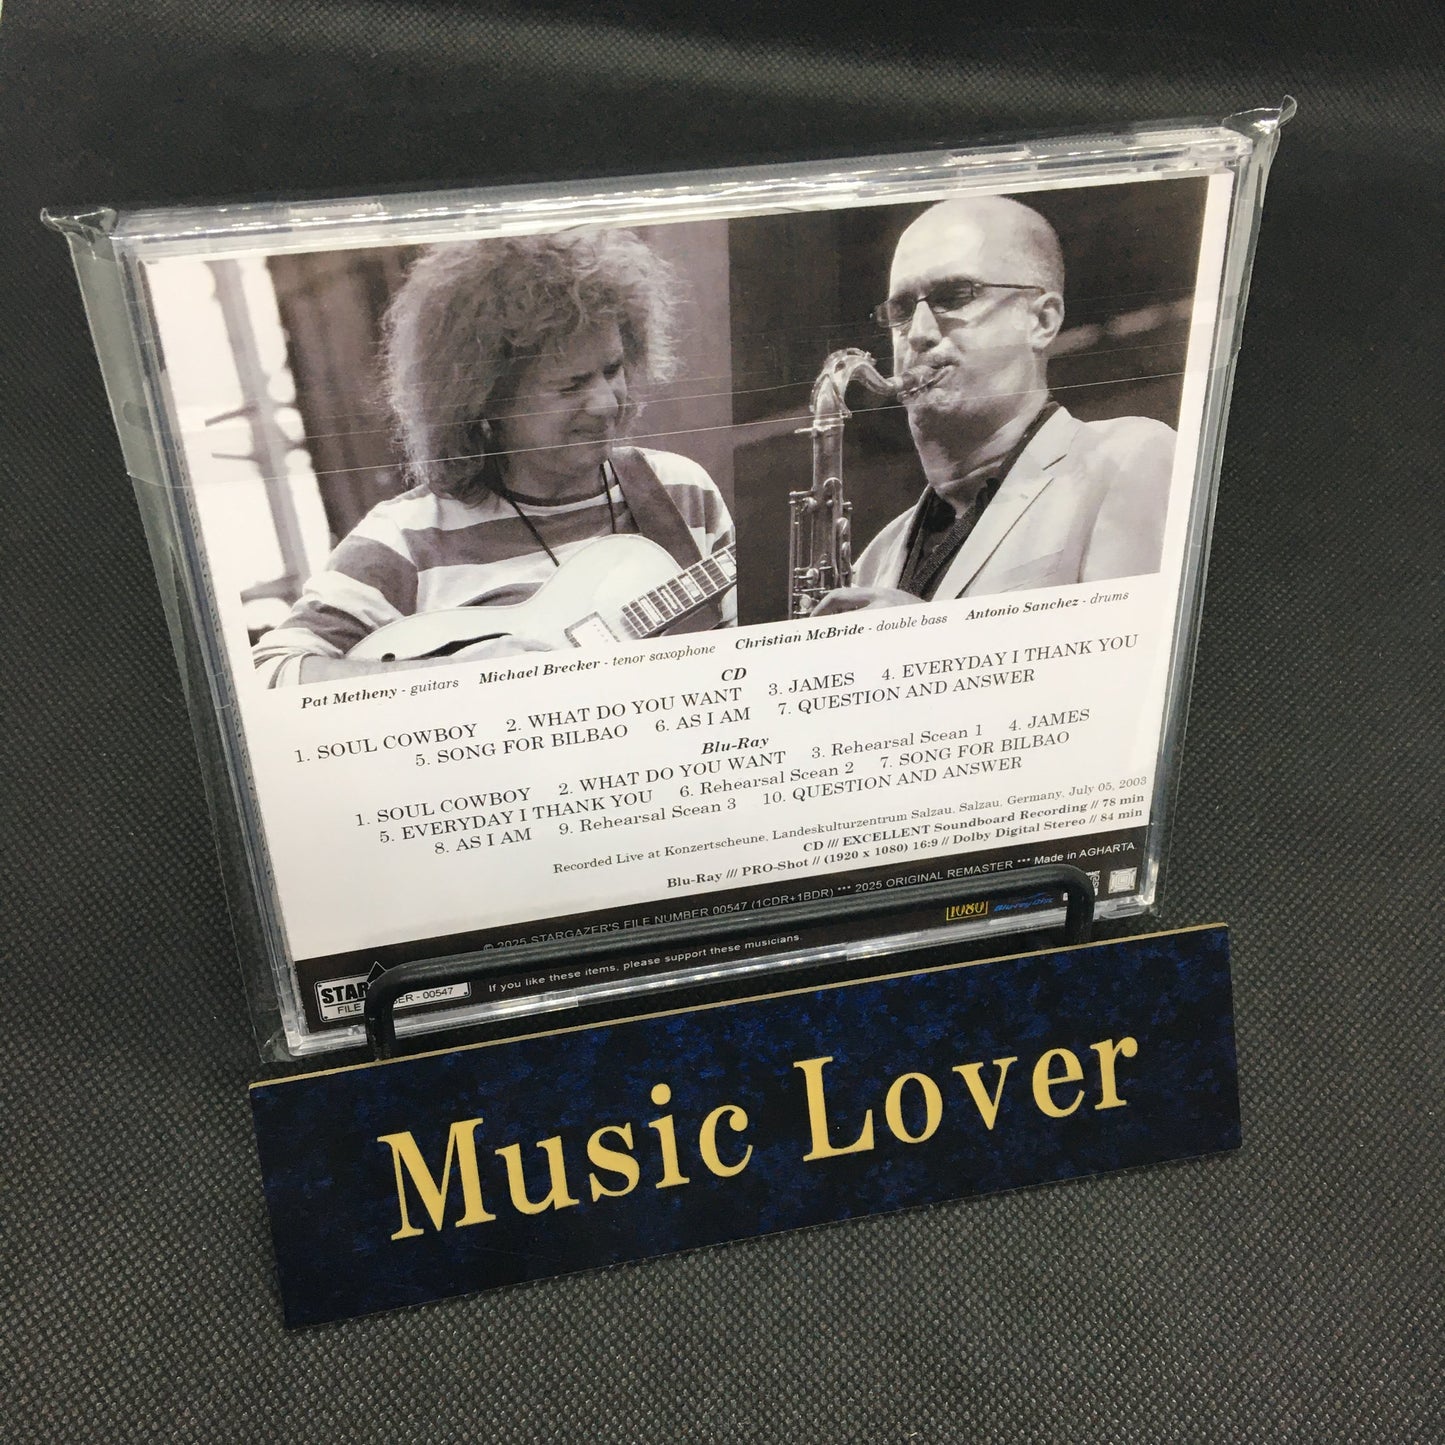 Pat Metheny - guitars Michael Brecker - tenor saxophone Christian McBride - double bass Antonio Sanchez - drums
CD
1. SOUL COWBOY 2. WHAT DO YOU WANT 3. JAMES 4. EVERYDAY I THANK YOU
5. SONG FOR BILBAO 6. AS I AM 7. QUESTION AND ANSWER
Blu-Ray
1. SOUL COWBOY 2. WHAT DO YOU WANT 3. Rehearsal Scean 1 4. JAMES
5. EVERYDAY I THANK YOU 6. Rehearsal Scean 2 7. SONG FOR BILBAO
8. AS I AM 9. Rehearsal Scean 3 10. QUESTION AND ANSWER
Recorded Live at Konzertscheune, Landeskulturzentrum Salzau, Salzau, Germany, July 05, 2003
CD /// EXCELLENT Soundboard Recording // 78 min
Blu-Ray /// PRO-Shot // (1920 x 1080) 16:9 // Dolby Digital Stereo // 84 min
© 2025 STARGAZER'S FILE NUMBER 00547 (1CDR+1BDR) *** 2025 ORIGINAL REMASTER *** Made in AGHARTA.
1080 Blu-ray Disc
If you like these items, please support these musicians.
STAR
FILE BER - 00547
Music Lover